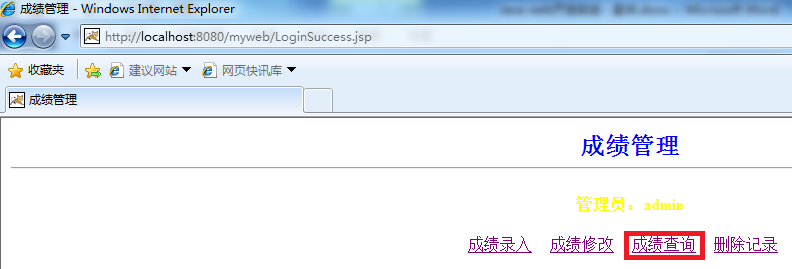 成绩管理 - Windows Internet Explorer
http://localhost:8080/myweb/LoginSuccess.jsp
收藏夹 建议网站 网页快讯库
成绩管理
成绩管理
管理员：admin
成绩录入 成绩修改 成绩查询 删除记录